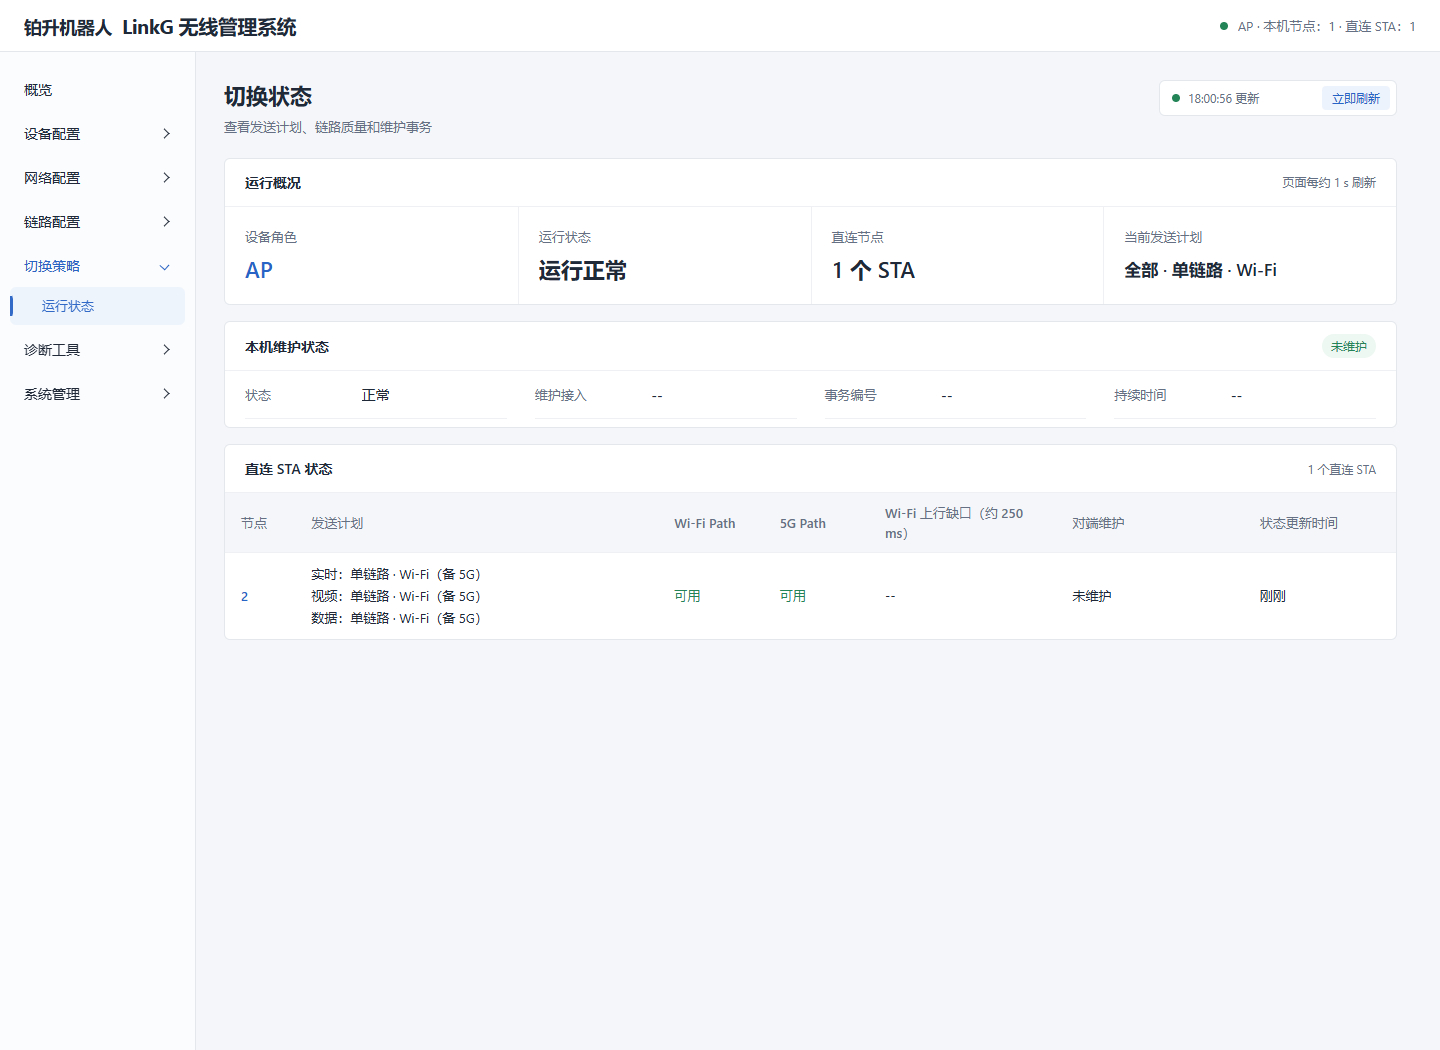 铂升机器人 LinkG 无线管理系统
AP · 本机节点：1 · 直连 STA：1
概览
设备配置
网络配置
链路配置
切换策略
运行状态
诊断工具
系统管理
切换状态
查看发送计划、链路质量和维护事务
18:00:56 更新
立即刷新
运行概况
页面每约 1 s 刷新
设备角色
AP
运行状态
运行正常
直连节点
1 个 STA
当前发送计划
全部 · 单链路 · Wi-Fi
本机维护状态
未维护
状态 正常
维护接入 --
事务编号 --
持续时间 --
直连 STA 状态
1 个直连 STA
节点 发送计划 Wi-Fi Path 5G Path Wi-Fi 上行缺口（约 250
ms） 对端维护 状态更新时间
实时：单链路 · Wi-Fi（备 5G）
2 视频：单链路 · Wi-Fi（备 5G） 可用 可用 -- 未维护 刚刚
数据：单链路 · Wi-Fi（备 5G）